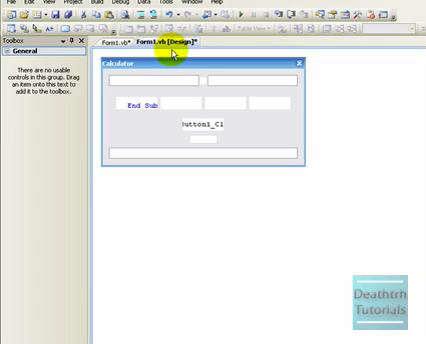 File Edit View Project Build Debug Data Tools Window Help
Toolbox
Form1.vb* Form1.vb [Design]*
General
There are no usable
controls in this group. Drag
an item onto this text to
add it to the toolbox.
Calculator
End Sub
Button1_Cl
Deathtrh
Tutorials